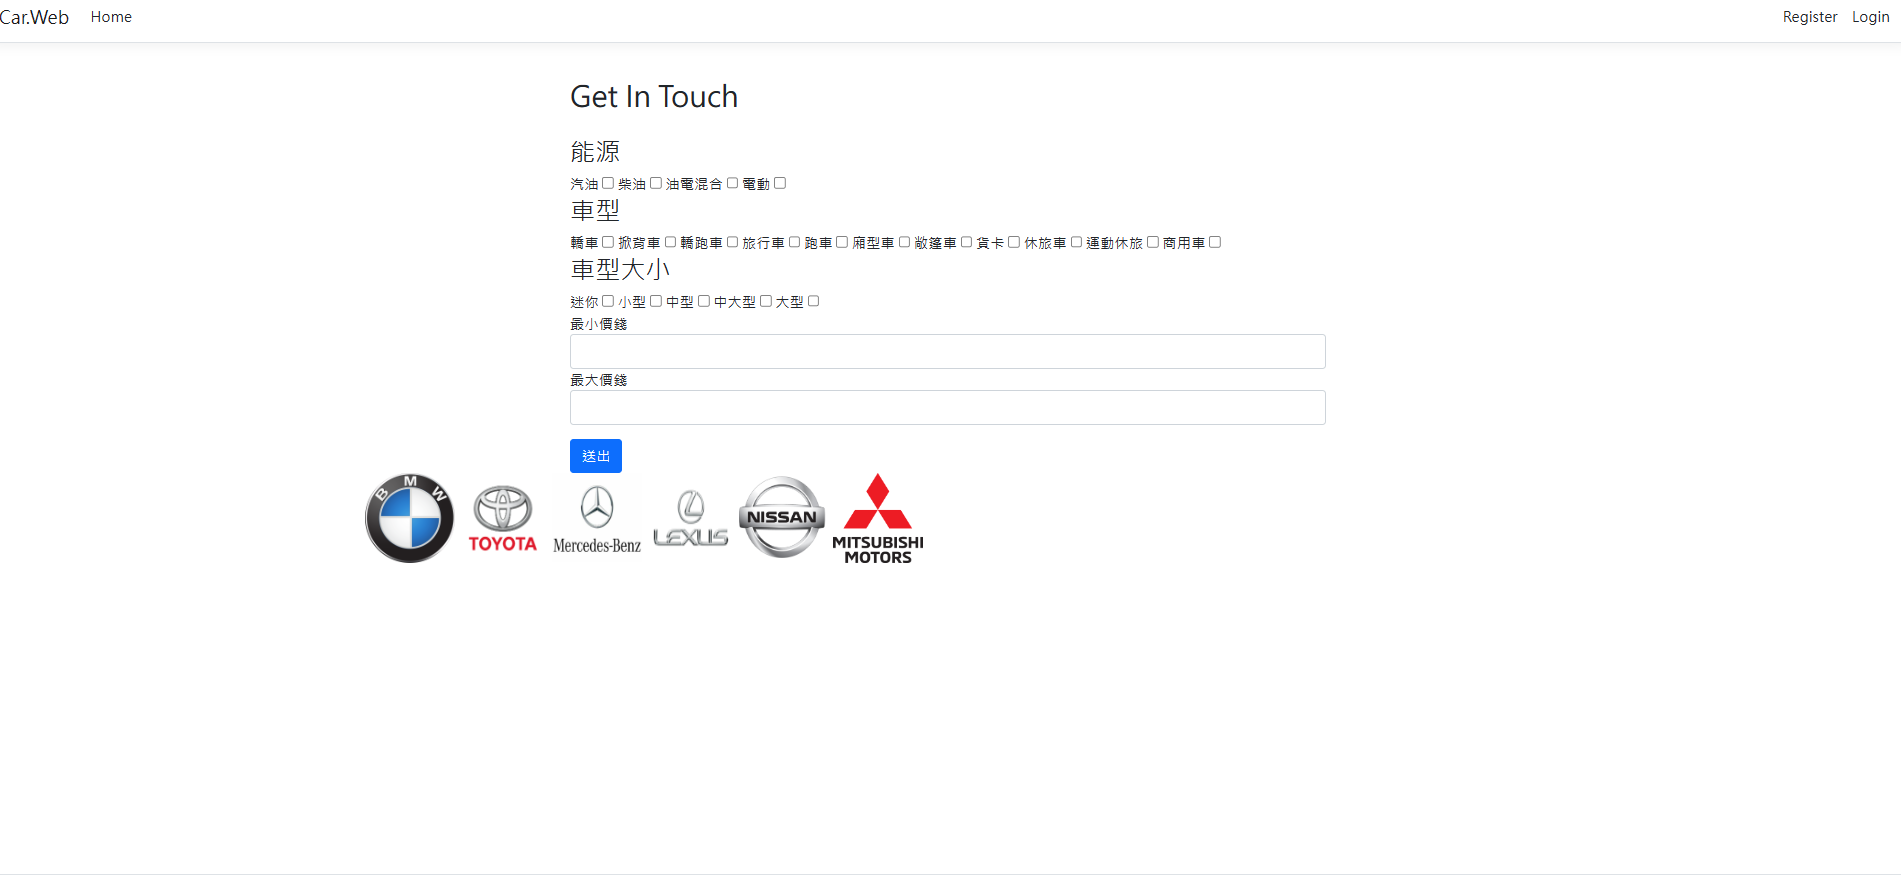 Car.Web Home Register Login
Get In Touch
能源
汽油 柴油 油電混合 電動
車型
轎車 掀背車 轎跑車 旅行車 跑車 廂型車 敞篷車 貨卡 休旅車 運動休旅 商用車
車型大小
迷你 小型 中型 中大型 大型
最小價錢
最大價錢
送出
BMW TOYOTA Mercedes-Benz LEXUS NISSAN MITSUBISHI
MOTORS